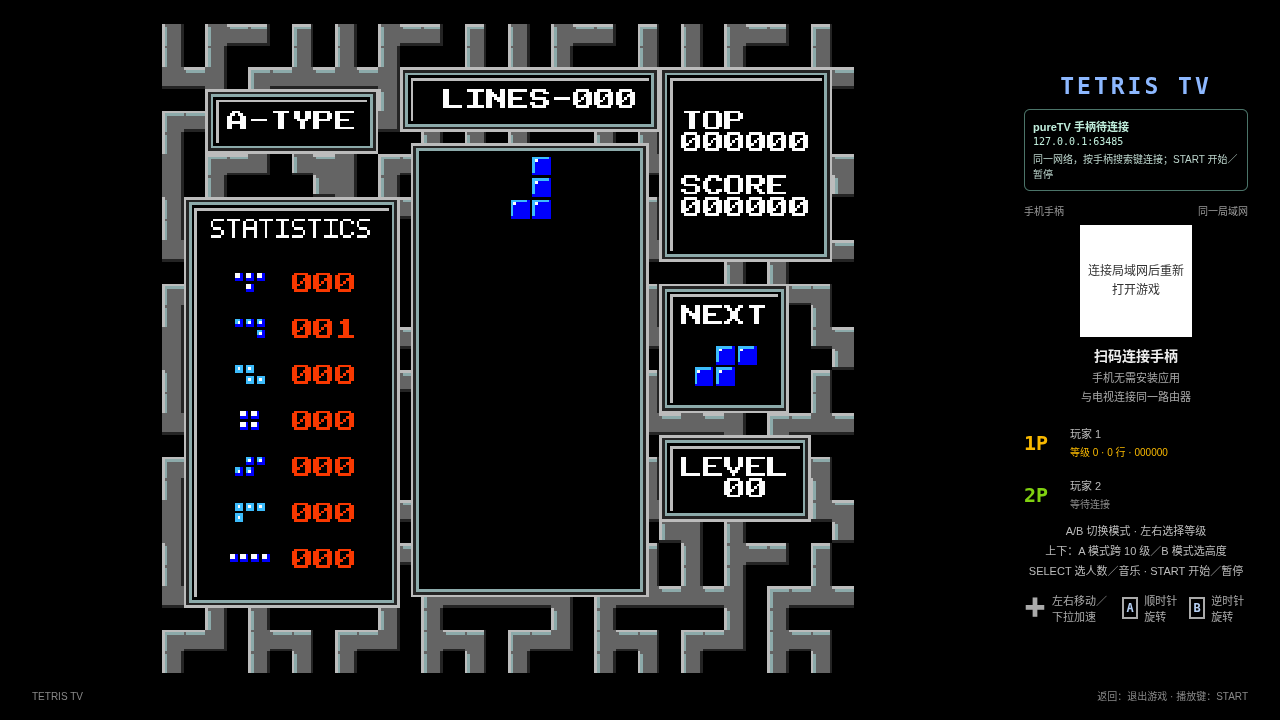 A-TYPE
LINES-000
TOP
000000
SCORE
000000
STATISTICS
000
001
000
000
000
000
000
NEXT
LEVEL
00
TETRIS TV
pureTV 手柄待连接
127.0.0.1:63485
同一网络，按手柄搜索键连接；START 开始／
暂停
手机手柄
同一局域网
连接局域网后重新
打开游戏
扫码连接手柄
手机无需安装应用
与电视连接同一路由器
1P
玩家 1
等级 0 · 0 行 · 000000
2P
玩家 2
等待连接
A/B 切换模式 · 左右选择等级
上下：A 模式跨 10 级／B 模式选高度
SELECT 选人数／音乐 · START 开始／暂停
左右移动／
下拉加速
A
顺时针
旋转
B
逆时针
旋转
TETRIS TV
返回：退出游戏 · 播放键：START